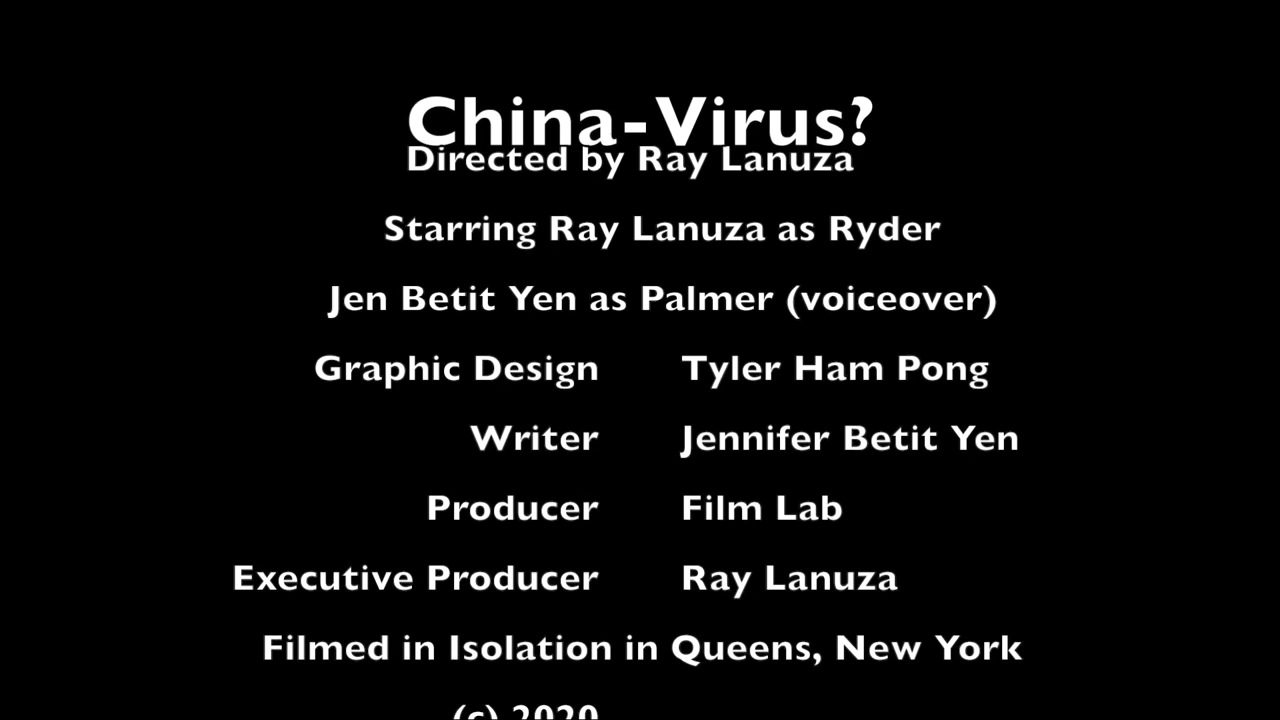 China-Virus?
Directed by Ray Lanuza
Starring Ray Lanuza as Ryder
Jen Betit Yen as Palmer (voiceover)
Graphic Design Tyler Ham Pong
Writer Jennifer Betit Yen
Producer Film Lab
Executive Producer Ray Lanuza
Filmed in Isolation in Queens, New York
(c) 2020